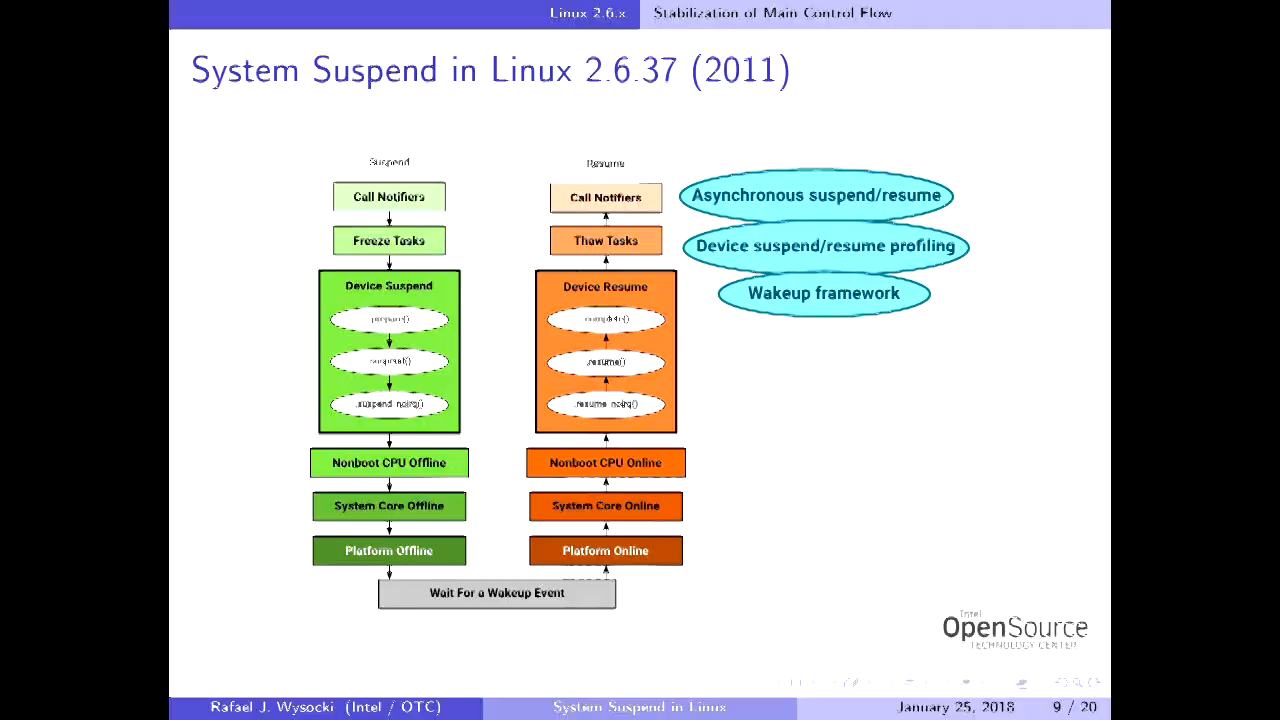 Linux 2.6.x Stabilization of Main Control Flow
System Suspend in Linux 2.6.37 (2011)
Suspend
Call Notifiers
Freeze Tasks
Device Suspend
.prepare()
.suspend()
.suspend_noirq()
Nonboot CPU Offline
System Core Offline
Platform Offline
Resume
Call Notifiers
Thaw Tasks
Device Resume
.complete()
.resume()
.resume_noirq()
Nonboot CPU Online
System Core Online
Platform Online
Wait For a Wakeup Event
Asynchronous suspend/resume
Device suspend/resume profiling
Wakeup framework
Intel
OpenSource
TECHNOLOGY CENTER
Rafael J. Wysocki (Intel / OTC) System Suspend in Linux January 25, 2018 9 / 20